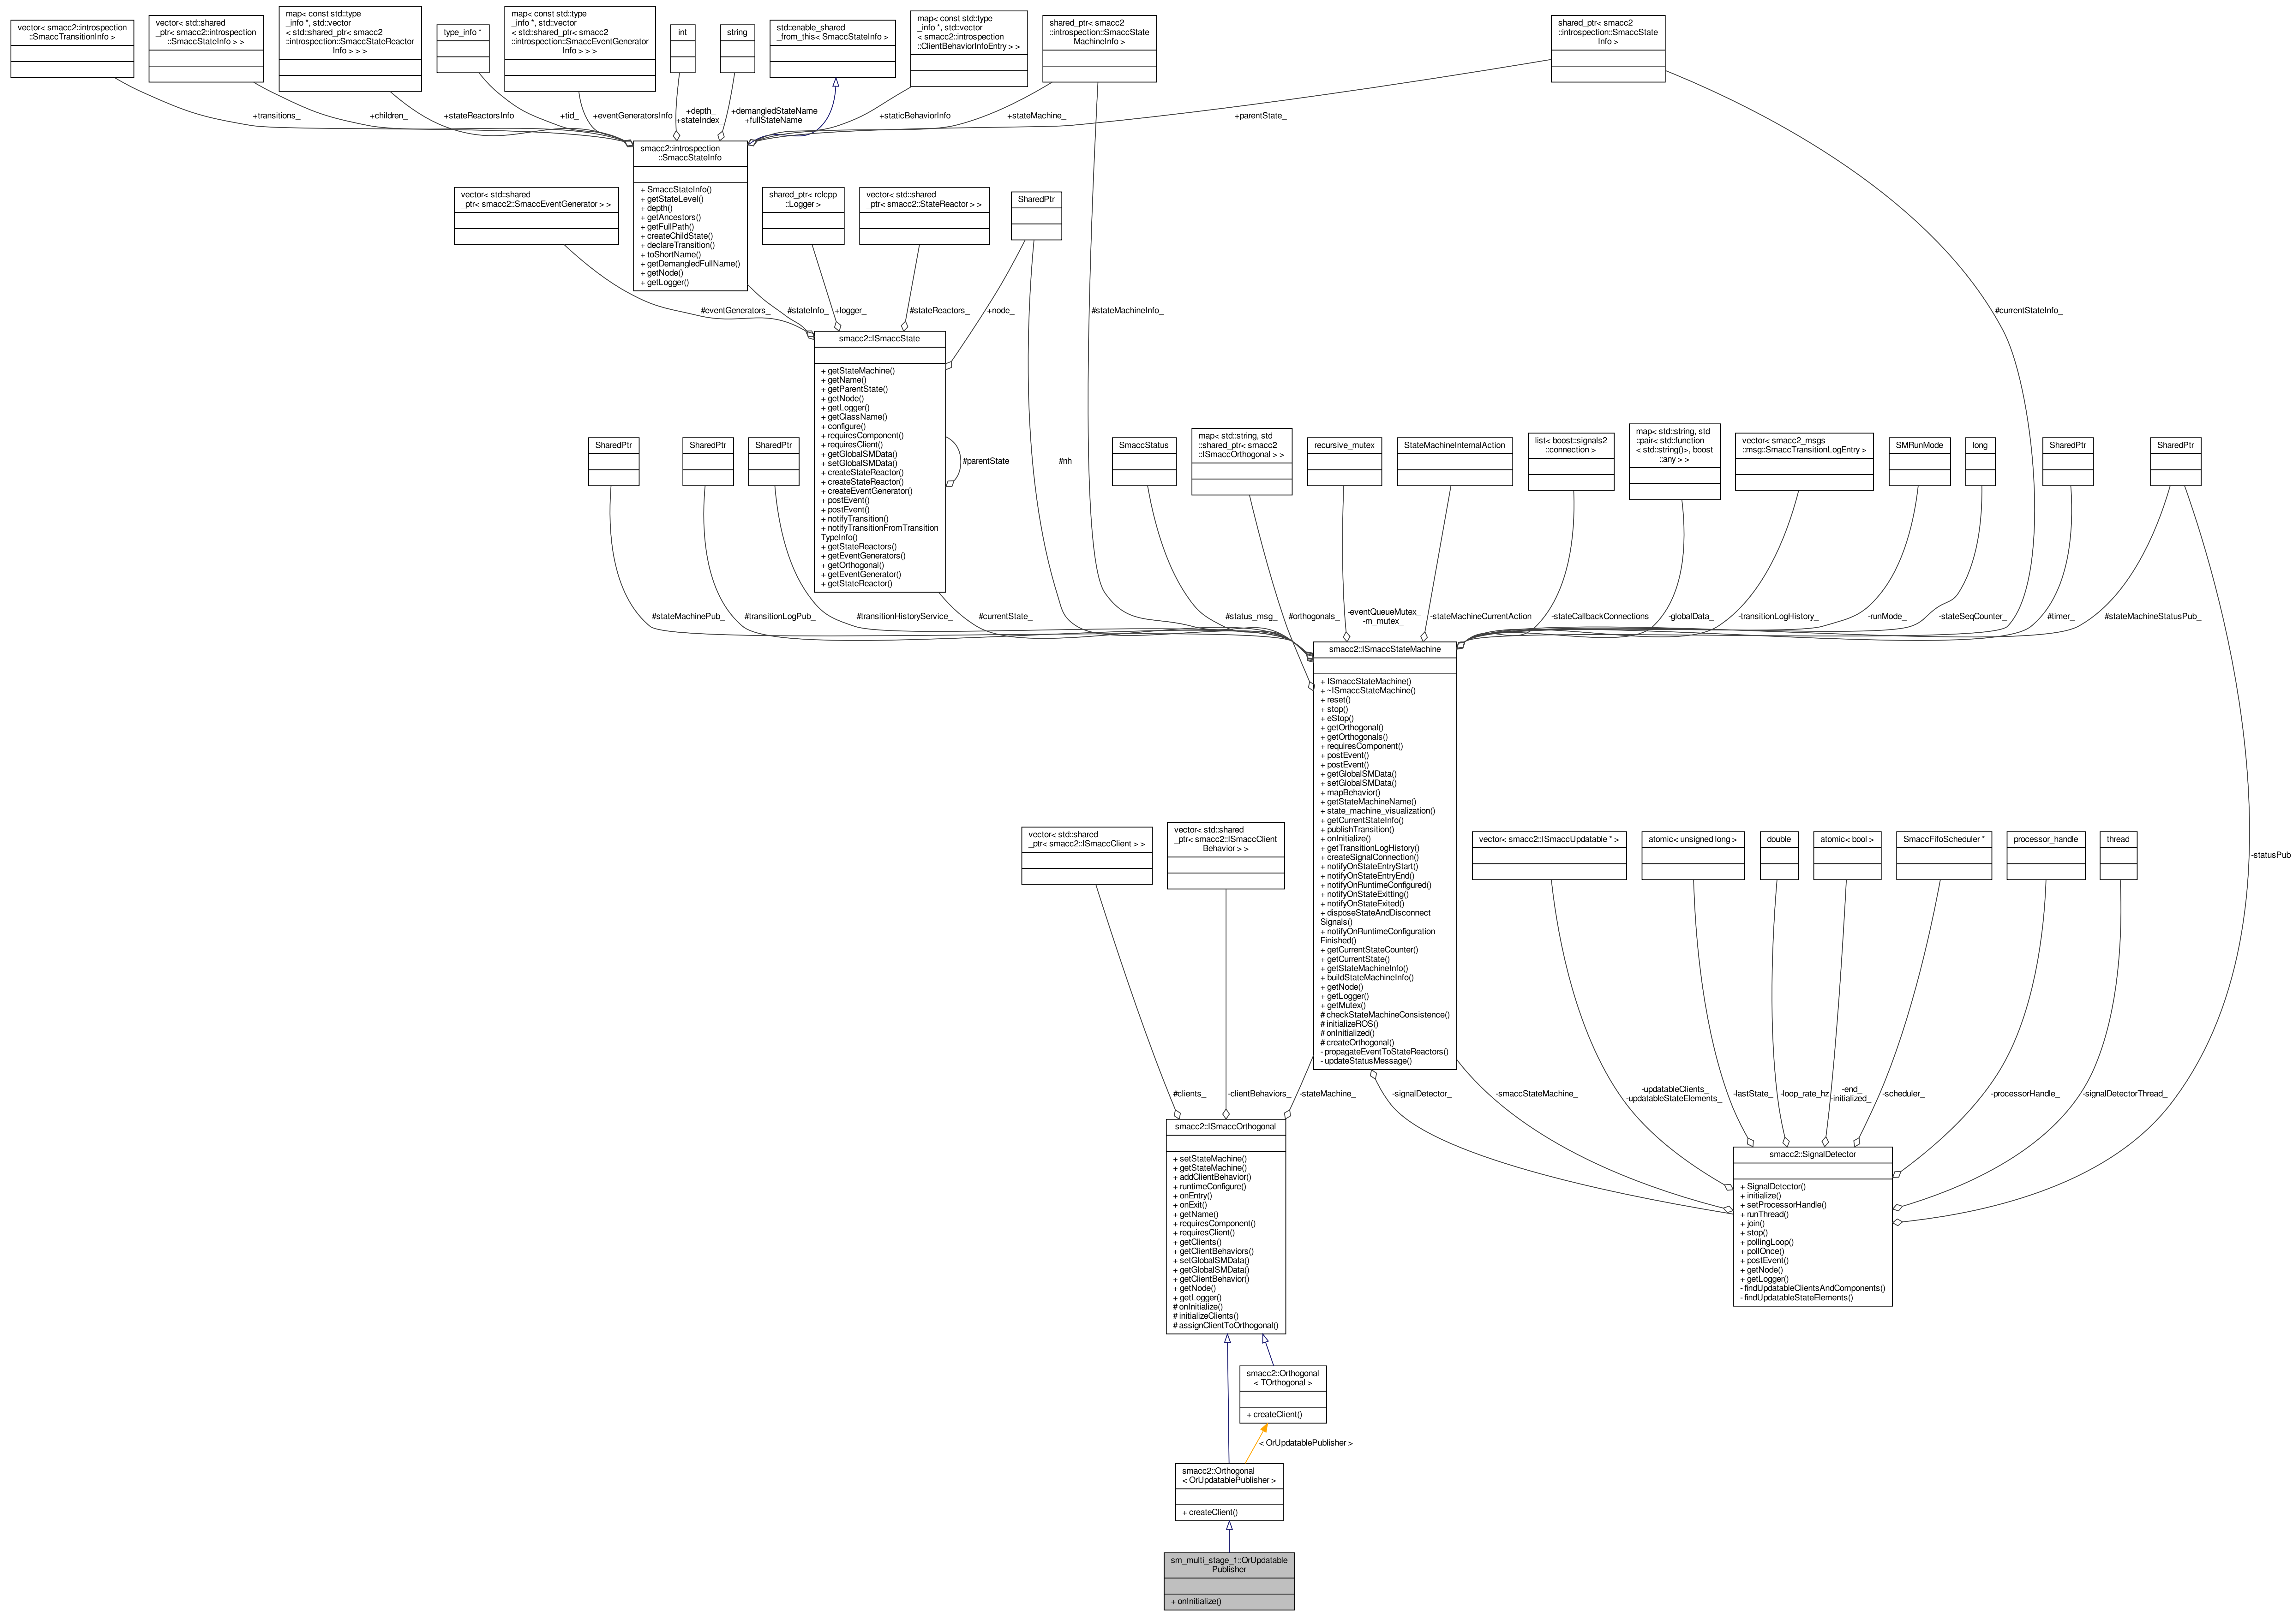 vector< smacc2::introspection
::SmaccTransitionInfo >
vector< std::shared
_ptr< smacc2::introspection
::SmaccStateInfo > >
map< const std::type
_info *, std::vector
< std::shared_ptr< smacc2
::introspection::SmaccStateReactor
Info > > >
type_info *
map< const std::type
_info *, std::vector
< std::shared_ptr< smacc2
::introspection::SmaccEventGenerator
Info > > >
int
string
std::enable_shared
_from_this< SmaccStateInfo >
map< const std::type
_info *, std::vector
< smacc2::introspection
::ClientBehaviorInfoEntry > >
shared_ptr< smacc2
::introspection::SmaccState
MachineInfo >
shared_ptr< smacc2
::introspection::SmaccState
Info >
+transitions_
+children_
+stateReactorsInfo
+tid_
+eventGeneratorsInfo
+depth_
+stateIndex_
+demangledStateName
+fullStateName
+staticBehaviorInfo
+stateMachine_
+parentState_
smacc2::introspection
::SmaccStateInfo
+ SmaccStateInfo()
+ getStateLevel()
+ depth()
+ getAncestors()
+ getFullPath()
+ createChildState()
+ declareTransition()
+ toShortName()
+ getDemangledFullName()
+ getNode()
+ getLogger()
vector< std::shared
_ptr< smacc2::SmaccEventGenerator > >
shared_ptr< rclcpp
::Logger >
vector< std::shared
_ptr< smacc2::StateReactor > >
SharedPtr
#eventGenerators_
#stateInfo_
+logger_
#stateReactors_
+node_
#stateMachineInfo_
#currentStateInfo_
smacc2::ISmaccState
+ getStateMachine()
+ getName()
+ getParentState()
+ getNode()
+ getLogger()
+ getClassName()
+ configure()
+ requiresComponent()
+ requiresClient()
+ getGlobalSMData()
+ setGlobalSMData()
+ createStateReactor()
+ createStateReactor()
+ createEventGenerator()
+ postEvent()
+ postEvent()
+ notifyTransition()
+ notifyTransitionFromTransition
TypeInfo()
+ getStateReactors()
+ getEventGenerators()
+ getOrthogonal()
+ getEventGenerator()
+ getStateReactor()
#parentState_
#nh_
SharedPtr
SharedPtr
SharedPtr
SmaccStatus
map< std::string, std
::shared_ptr< smacc2
::ISmaccOrthogonal > >
recursive_mutex
StateMachineInternalAction
list< boost::signals2
::connection >
map< std::string, std
::pair< std::function
< std::string()>, boost
::any > >
vector< smacc2_msgs
::msg::SmaccTransitionLogEntry >
SMRunMode
long
SharedPtr
SharedPtr
#stateMachinePub_
#transitionLogPub_
#transitionHistoryService_
#currentState_
#status_msg_
#orthogonals_
-eventQueueMutex_
-m_mutex_
-stateMachineCurrentAction
-stateCallbackConnections
-globalData_
-transitionLogHistory_
-runMode_
-stateSeqCounter_
#timer_
#stateMachineStatusPub_
smacc2::ISmaccStateMachine
+ ISmaccStateMachine()
+ ~ISmaccStateMachine()
+ reset()
+ stop()
+ eStop()
+ getOrthogonal()
+ getOrthogonals()
+ requiresComponent()
+ postEvent()
+ postEvent()
+ getGlobalSMData()
+ setGlobalSMData()
+ mapBehavior()
+ getStateMachineName()
+ state_machine_visualization()
+ getCurrentStateInfo()
+ publishTransition()
+ onInitialize()
+ getTransitionLogHistory()
+ createSignalConnection()
+ notifyOnStateEntryStart()
+ notifyOnStateEntryEnd()
+ notifyOnRuntimeConfigured()
+ notifyOnStateExitting()
+ notifyOnStateExited()
+ disposeStateAndDisconnect
Signals()
+ notifyOnRuntimeConfiguration
Finished()
+ getCurrentStateCounter()
+ getCurrentState()
+ getStateMachineInfo()
+ buildStateMachineInfo()
+ getNode()
+ getLogger()
+ getMutex()
# checkStateMachineConsistence()
# initializeROS()
# onInitialized()
# createOrthogonal()
- propagateEventToStateReactors()
- updateStatusMessage()
vector< std::shared
_ptr< smacc2::ISmaccClient > >
vector< std::shared
_ptr< smacc2::ISmaccClient
Behavior > >
vector< smacc2::ISmaccUpdatable * >
atomic< unsigned long >
double
atomic< bool >
SmaccFifoScheduler *
processor_handle
thread
-statusPub_
#clients_
-clientBehaviors_
-stateMachine_
-signalDetector_
-smaccStateMachine_
-updatableClients_
-updatableStateElements_
-lastState_
-loop_rate_hz
-end_
-initialized_
-scheduler_
-processorHandle_
-signalDetectorThread_
smacc2::ISmaccOrthogonal
+ setStateMachine()
+ getStateMachine()
+ addClientBehavior()
+ runtimeConfigure()
+ onEntry()
+ onExit()
+ getName()
+ requiresComponent()
+ requiresClient()
+ getClients()
+ getClientBehaviors()
+ setGlobalSMData()
+ getGlobalSMData()
+ getClientBehavior()
+ getNode()
+ getLogger()
# onInitialize()
# initializeClients()
# assignClientToOrthogonal()
smacc2::SignalDetector
+ SignalDetector()
+ initialize()
+ setProcessorHandle()
+ runThread()
+ join()
+ stop()
+ pollingLoop()
+ pollOnce()
+ postEvent()
+ getNode()
+ getLogger()
- findUpdatableClientsAndComponents()
- findUpdatableStateElements()
smacc2::Orthogonal
< TOrthogonal >
+ createClient()
< OrUpdatablePublisher >
smacc2::Orthogonal
< OrUpdatablePublisher >
+ createClient()
sm_multi_stage_1::OrUpdatable
Publisher
+ onInitialize()